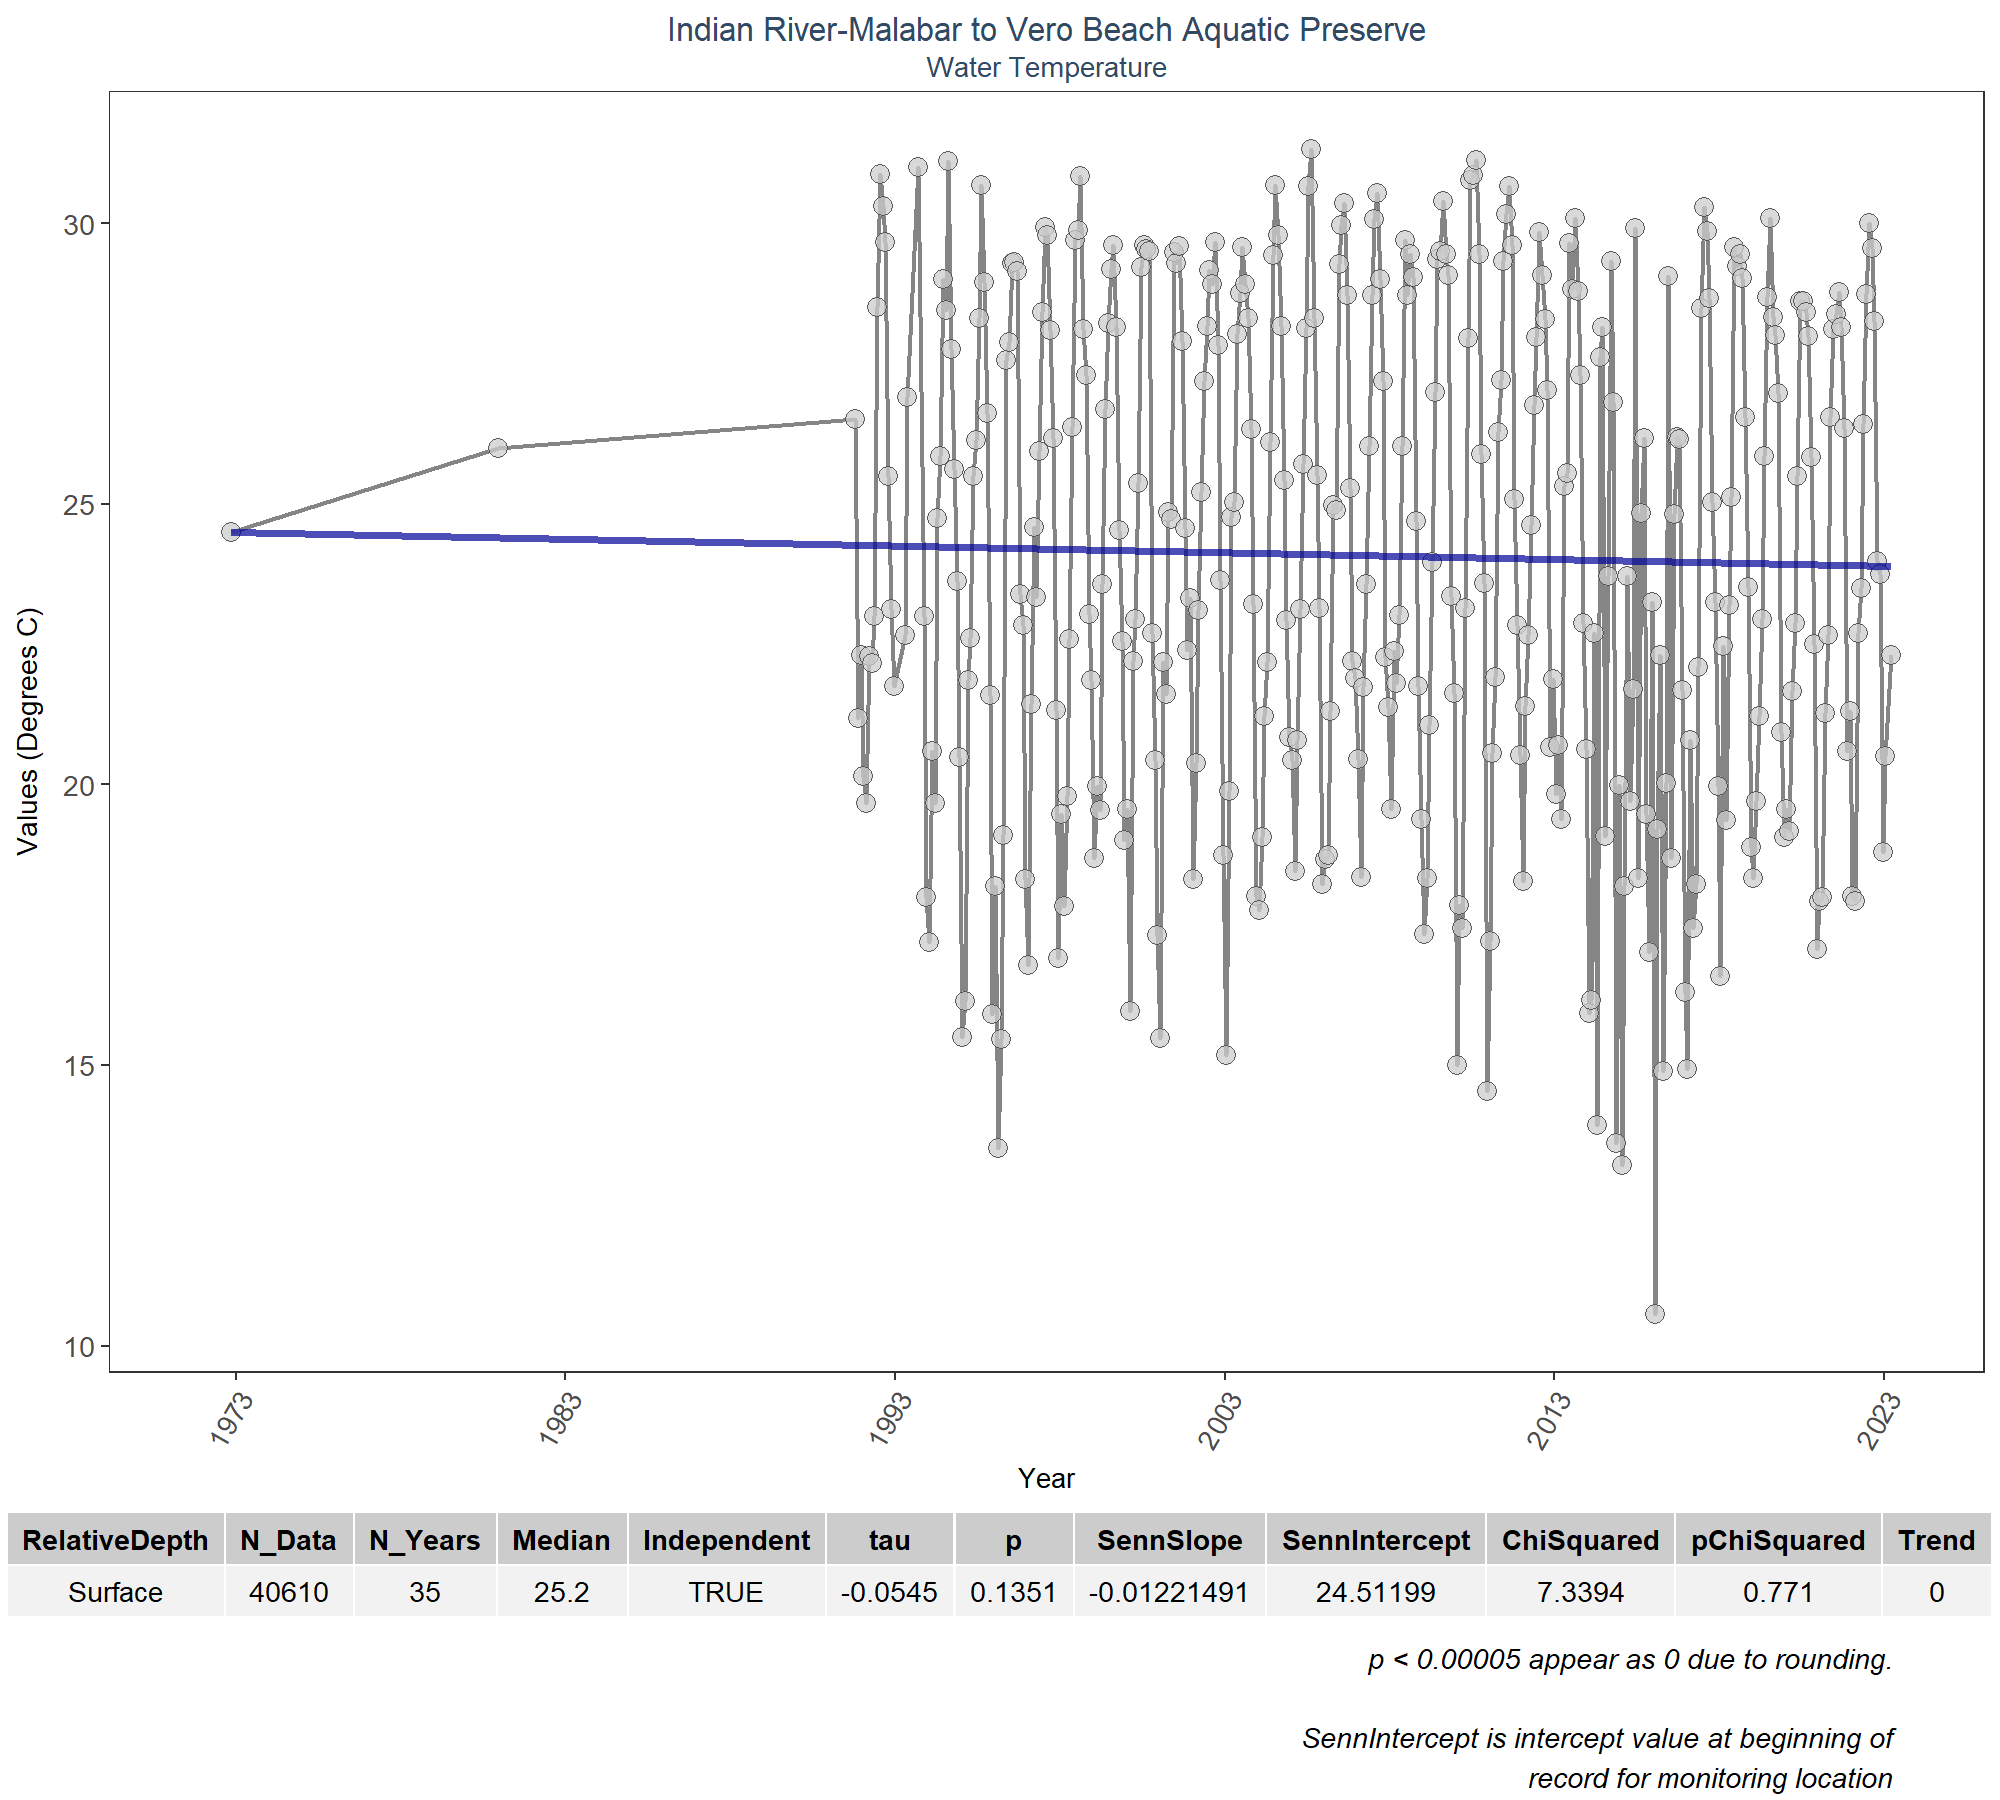 Indian River-Malabar to Vero Beach Aquatic Preserve
Water Temperature
Values (Degrees C)
30
25
20
15
10
1973
1983
1993
2003
2013
2023
Year
RelativeDepth N_Data N_Years Median Independent tau p SennSlope SennIntercept ChiSquared pChiSquared Trend
Surface 40610 35 25.2 TRUE -0.0545 0.1351 -0.01221491 24.51199 7.3394 0.771 0
p < 0.00005 appear as 0 due to rounding.
SennIntercept is intercept value at beginning of
record for monitoring location